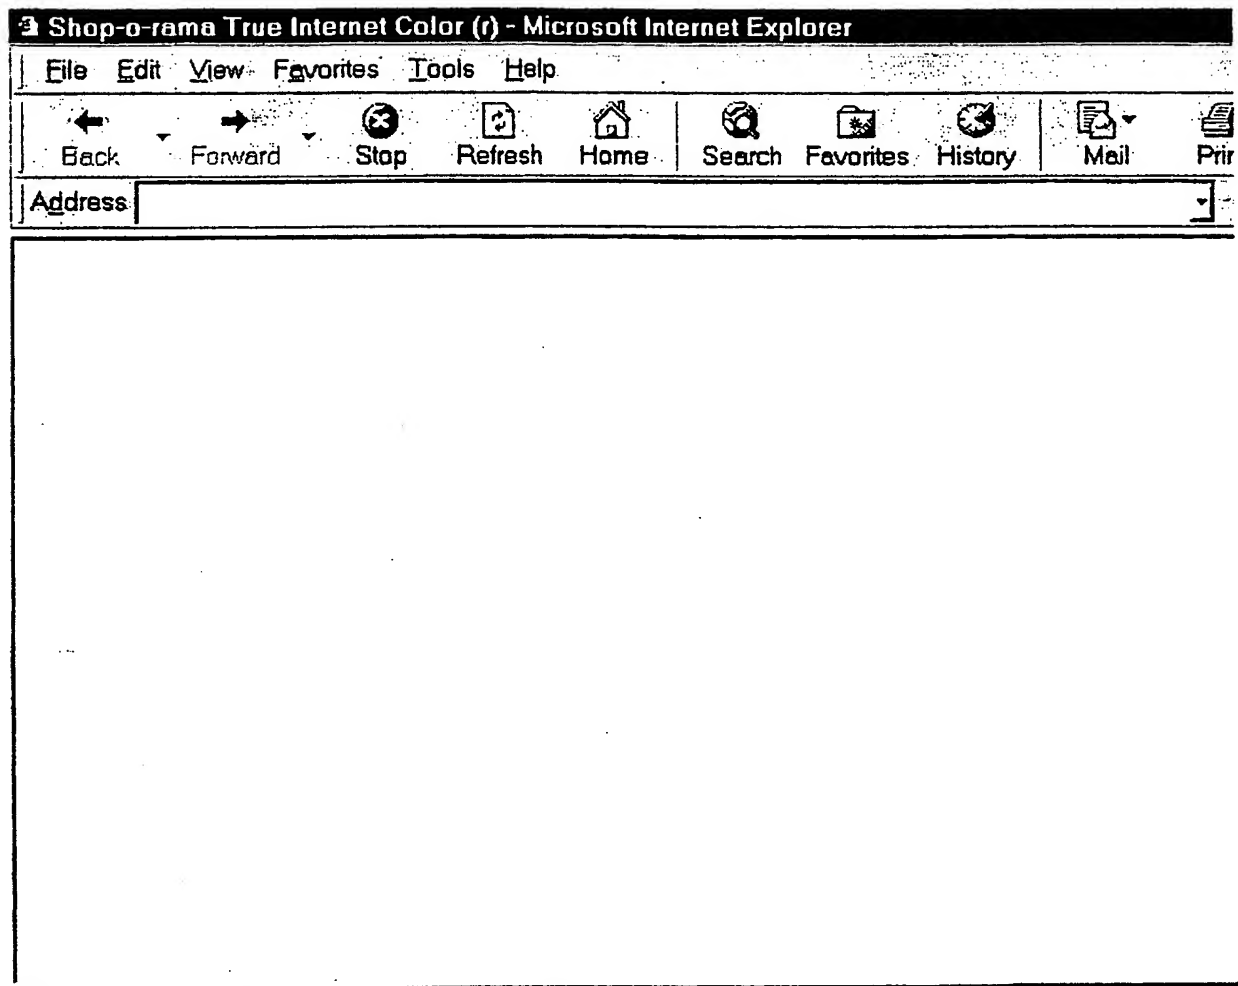 Shop-o-rama True Internet Color (r) - Microsoft Internet Explorer
File Edit View Favorites Tools Help
Back Forward Stop Refresh Home Search Favorites History Mail Prin
Address